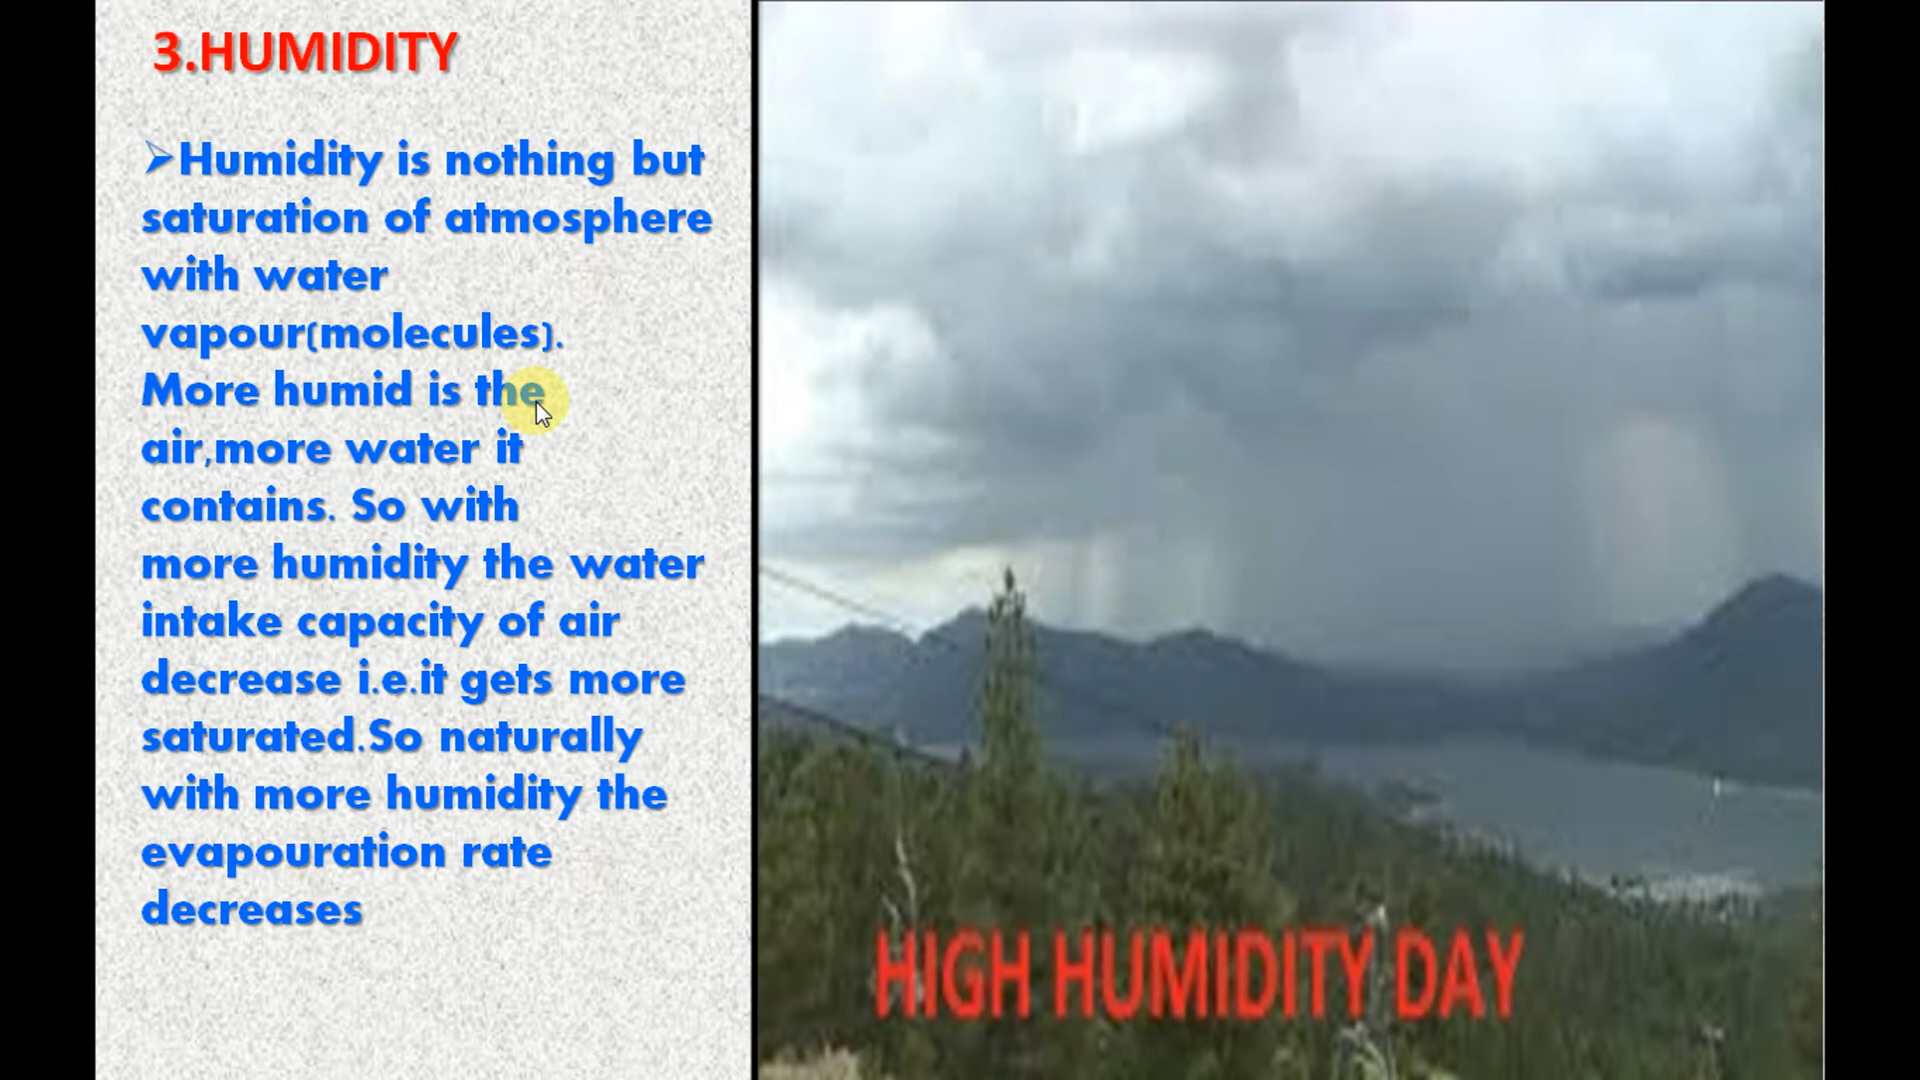 3.HUMIDITY
➢Humidity is nothing but
saturation of atmosphere
with water
vapour(molecules).
More humid is the
air,more water it
contains. So with
more humidity the water
intake capacity of air
decrease i.e.it gets more
saturated.So naturally
with more humidity the
evapouration rate
decreases
HIGH HUMIDITY DAY